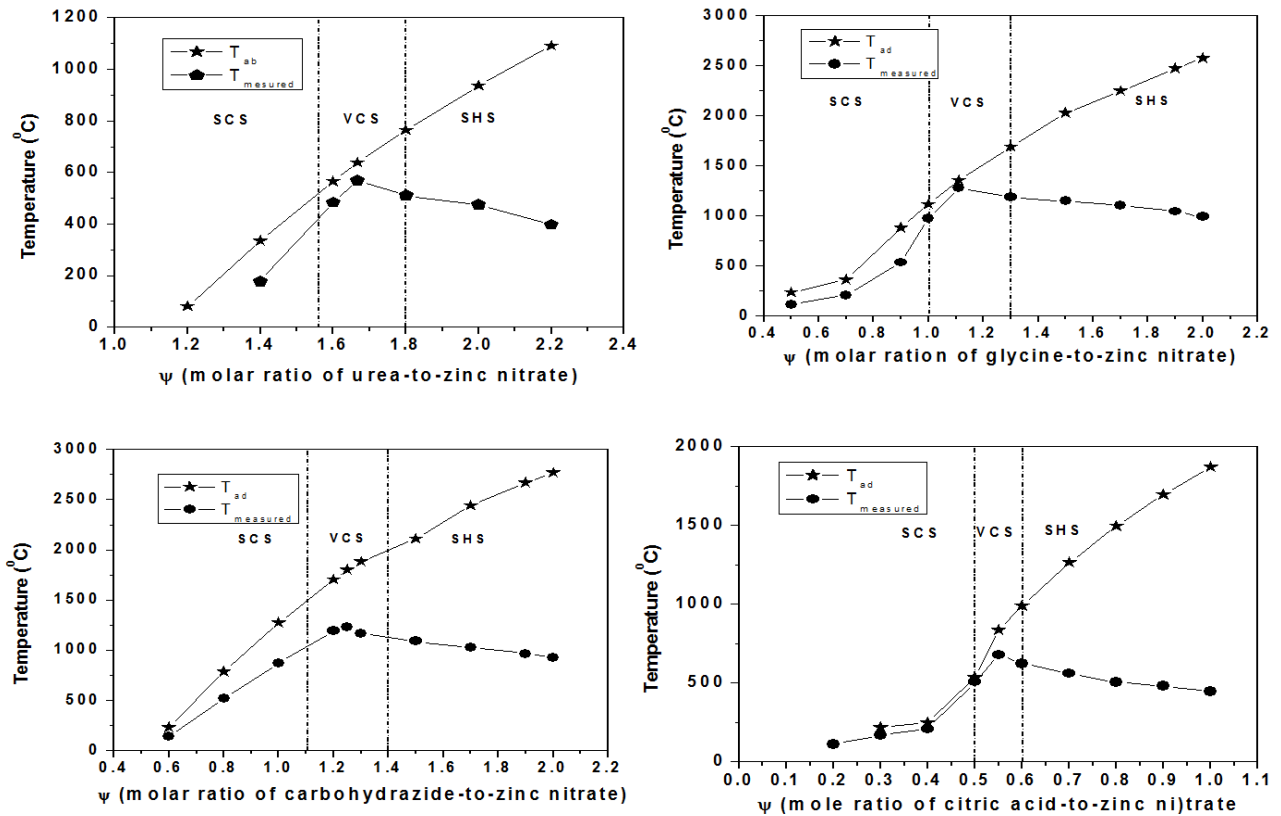 1200
1000
800
600
400
200
0
Temperature (⁰C)
T ab
T mesured
SCS
VCS
SHS
1.0 1.2 1.4 1.6 1.8 2.0 2.2 2.4
ψ (molar ratio of urea-to-zinc nitrate)
3000
2500
2000
1500
1000
500
0
Temperature (⁰C)
T ad
T measured
SCS
VCS
SHS
0.4 0.6 0.8 1.0 1.2 1.4 1.6 1.8 2.0 2.2
ψ (molar ration of glycine-to-zinc nitrate)
3000
2500
2000
1500
1000
500
0
Temperature (⁰C)
T ad
T measured
SCS
VCS
SHS
0.4 0.6 0.8 1.0 1.2 1.4 1.6 1.8 2.0 2.2
ψ (molar ratio of carbohydrazide-to-zinc nitrate)
2000
1500
1000
500
0
Temperature (⁰C)
T ad
T measured
SCS
VCS
SHS
0.0 0.1 0.2 0.3 0.4 0.5 0.6 0.7 0.8 0.9 1.0 1.1
ψ (mole ratio of citric acid-to-zinc ni)trate